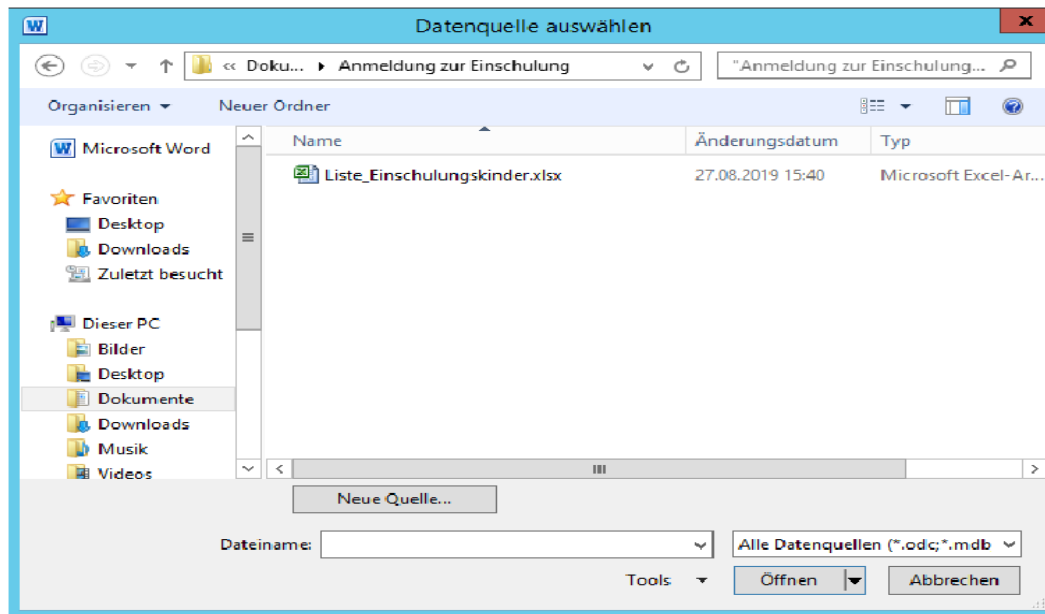 Datenquelle auswählen
« Doku... Anmeldung zur Einschulung
"Anmeldung zur Einschulung...
Organisieren
Neuer Ordner
Microsoft Word
Favoriten
Desktop
Downloads
Zuletzt besucht
Dieser PC
Bilder
Desktop
Dokumente
Downloads
Musik
Videos
Name Änderungsdatum Typ
Liste_Einschulungskinder.xlsx 27.08.2019 15:40 Microsoft Excel-Ar...
Neue Quelle...
Dateiname:
Alle Datenquellen (*.odc;*.mdb
Tools Öffnen Abbrechen